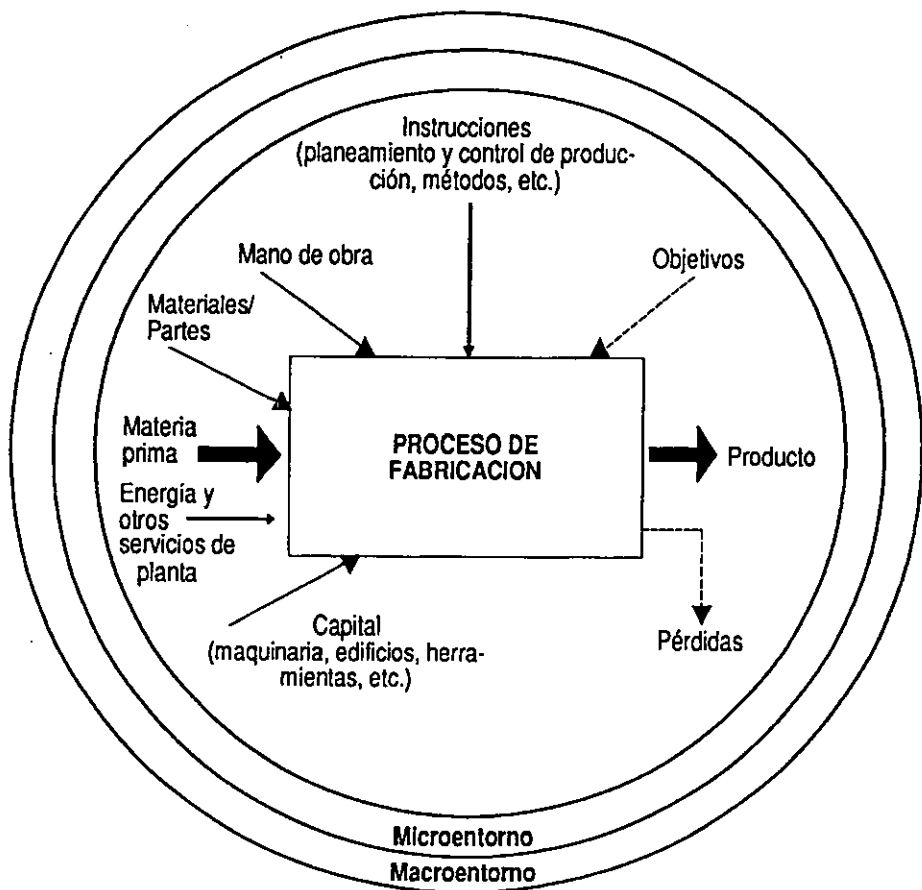 Instrucciones
(planeamiento y control de produc-
ción, métodos, etc.)
Mano de obra
Objetivos
Materiales/
Partes
Materia
prima
PROCESO DE
FABRICACION
Producto
Energía y
otros
servicios de
planta
Capital
(maquinaria, edificios, herra-
mientas, etc.)
Pérdidas
Microentorno
Macroentorno